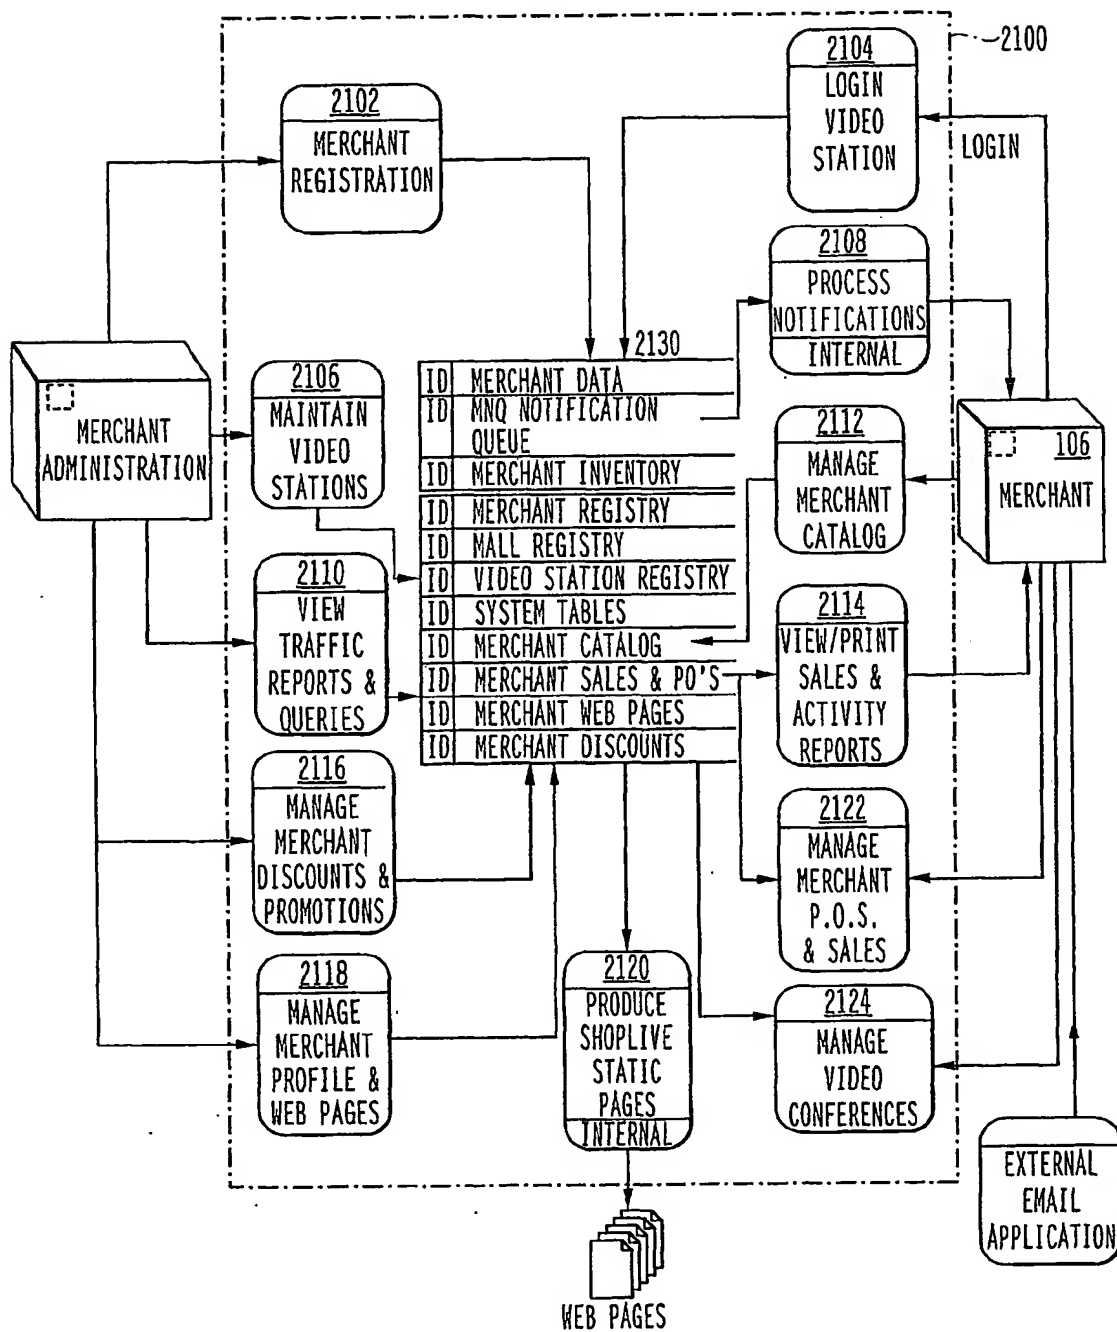 2100
2102
MERCHANT
REGISTRATION
2104
LOGIN
VIDEO
STATION
LOGIN
2108
PROCESS
NOTIFICATIONS
INTERNAL
MERCHANT
ADMINISTRATION
2106
MAINTAIN
VIDEO
STATIONS
2130
ID MERCHANT DATA
ID MNQ NOTIFICATION
QUEUE
ID MERCHANT INVENTORY
ID MERCHANT REGISTRY
ID MALL REGISTRY
ID VIDEO STATION REGISTRY
ID SYSTEM TABLES
ID MERCHANT CATALOG
ID MERCHANT SALES & PO'S
ID MERCHANT WEB PAGES
ID MERCHANT DISCOUNTS
2112
MANAGE
MERCHANT
CATALOG
106
MERCHANT
2110
VIEW
TRAFFIC
REPORTS &
QUERIES
2114
VIEW/PRINT
SALES &
ACTIVITY
REPORTS
2116
MANAGE
MERCHANT
DISCOUNTS &
PROMOTIONS
2122
MANAGE
MERCHANT
P.O.S.
& SALES
2118
MANAGE
MERCHANT
PROFILE &
WEB PAGES
2120
PRODUCE
SHOPLIVE
STATIC
PAGES
INTERNAL
2124
MANAGE
VIDEO
CONFERENCES
EXTERNAL
EMAIL
APPLICATION
WEB PAGES